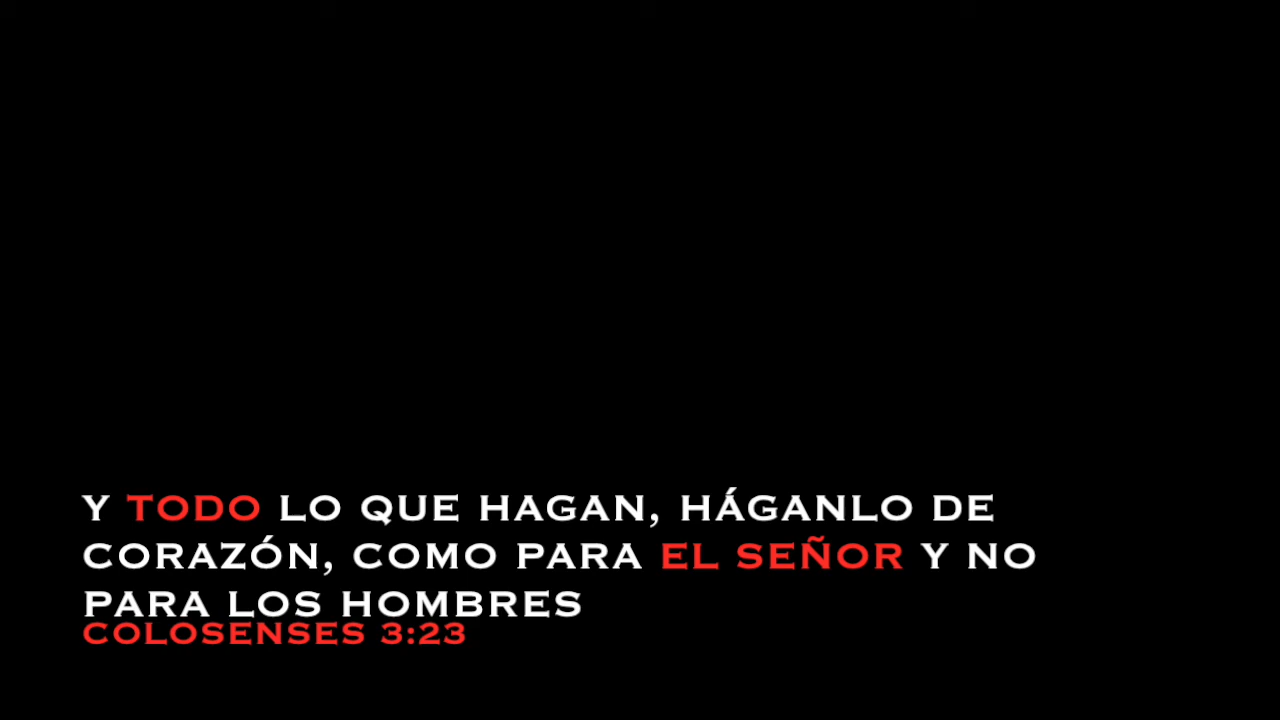 Y TODO LO QUE HAGAN, HÁGANLO DE
CORAZÓN, COMO PARA EL SEÑOR Y NO
PARA LOS HOMBRES
COLOSENSES 3:23